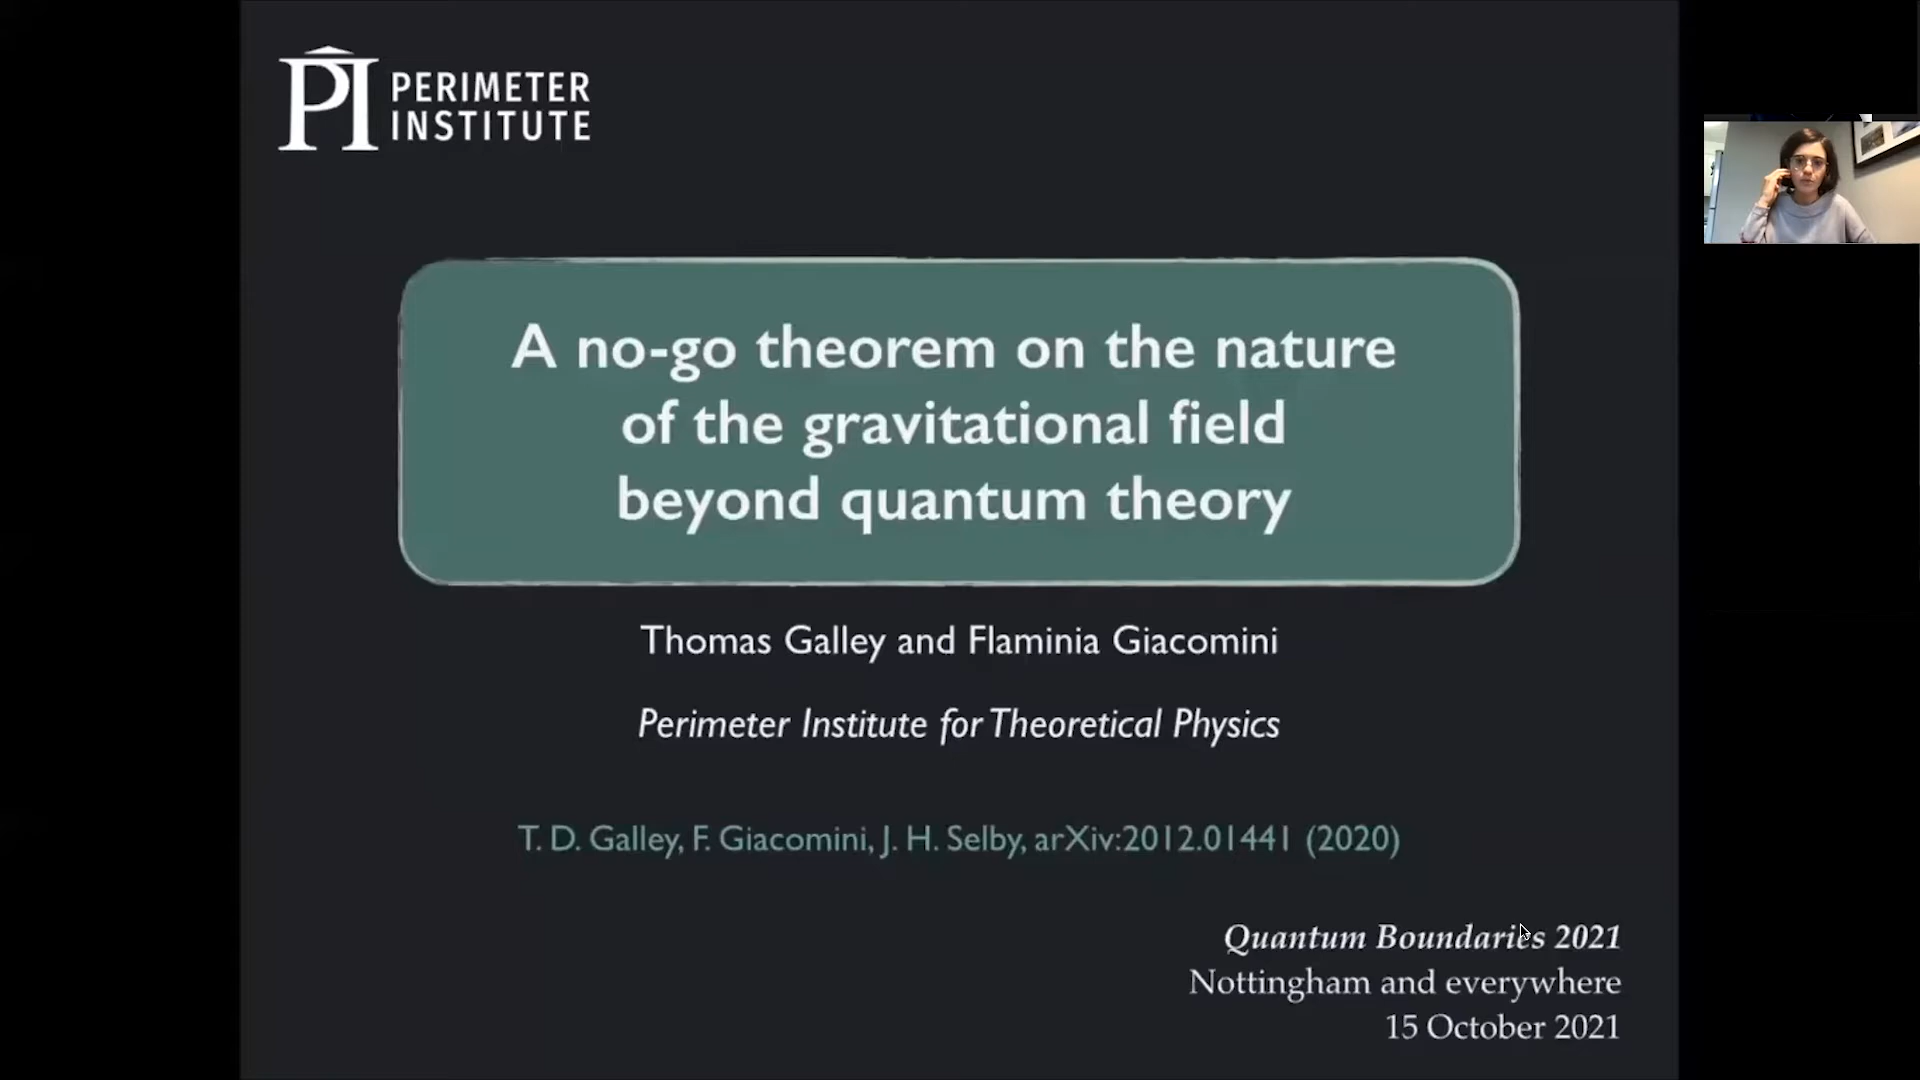 PERIMETER
INSTITUTE
A no-go theorem on the nature
of the gravitational field
beyond quantum theory
Thomas Galley and Flaminia Giacomini
Perimeter Institute for Theoretical Physics
T. D. Galley, F. Giacomini, J. H. Selby, arXiv:2012.01441 (2020)
Quantum Boundaries 2021
Nottingham and everywhere
15 October 2021